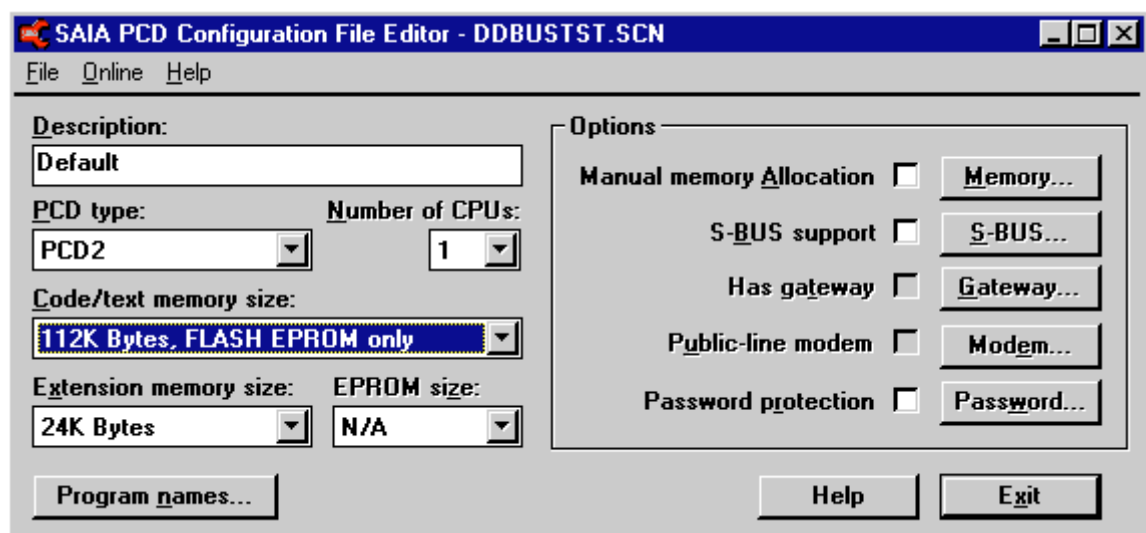 SAIA PCD Configuration File Editor - DDBUSTST.SCN
File Online Help
Description:
Default
PCD type: Number of CPUs:
PCD2 1
Code/text memory size:
112K Bytes, FLASH EPROM only
Extension memory size: EPROM size:
24K Bytes N/A
Program names...
Options
Manual memory Allocation Memory...
S-BUS support S-BUS...
Has gateway Gateway...
Public-line modem Modem...
Password protection Password...
Help Exit